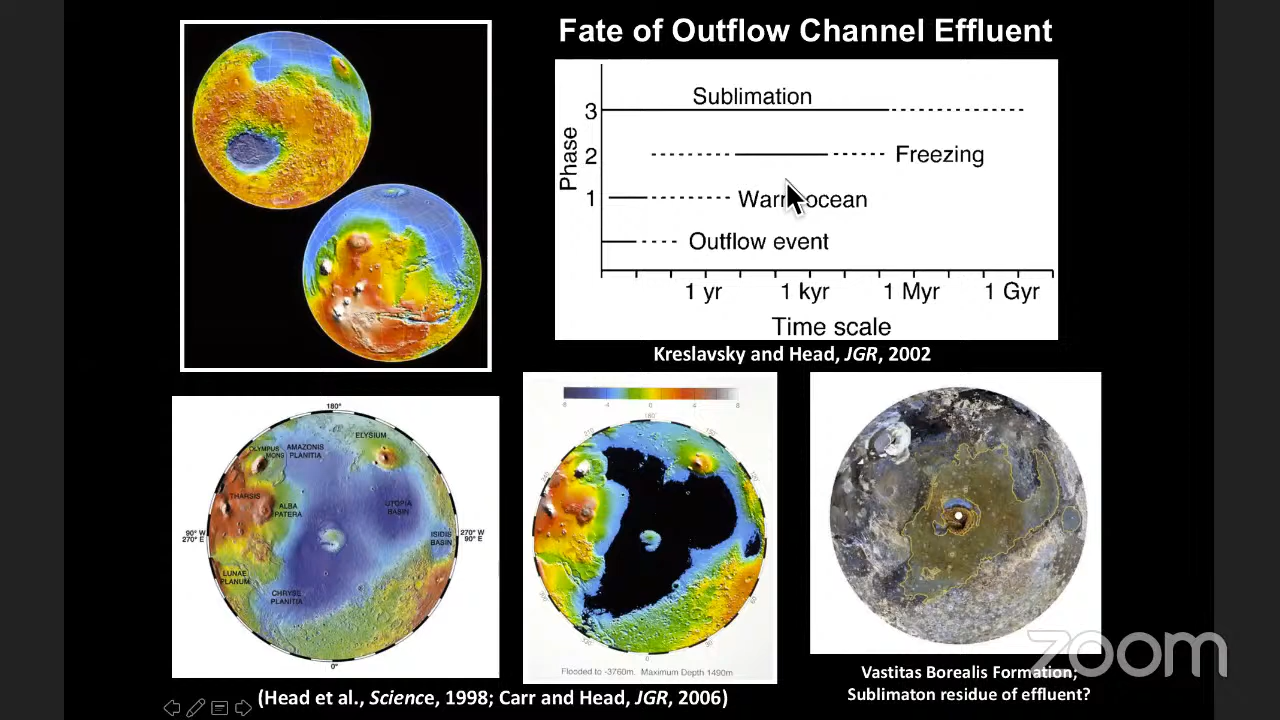 Fate of Outflow Channel Effluent
Phase
3
Sublimation
2
Freezing
1
Warm ocean
Outflow event
1 yr
1 kyr
1 Myr
1 Gyr
Time scale
Kreslavsky and Head, JGR, 2002
180°
ELYSIUM
OLYMPUS
MONS
AMAZONIS
PLANITIA
THARSIS
ALBA
PATERA
UTOPIA
BASIN
90° W
270° E
ISIDIS
BASIN
270° W
90° E
LUNAE
PLANUM
CHRYSE
PLANITIA
0°
180°
0
Flooded to -3760m. Maximum Depth 1490m
(Head et al., Science, 1998; Carr and Head, JGR, 2006)
Vastitas Borealis Formation;
Sublimaton residue of effluent?
zoom